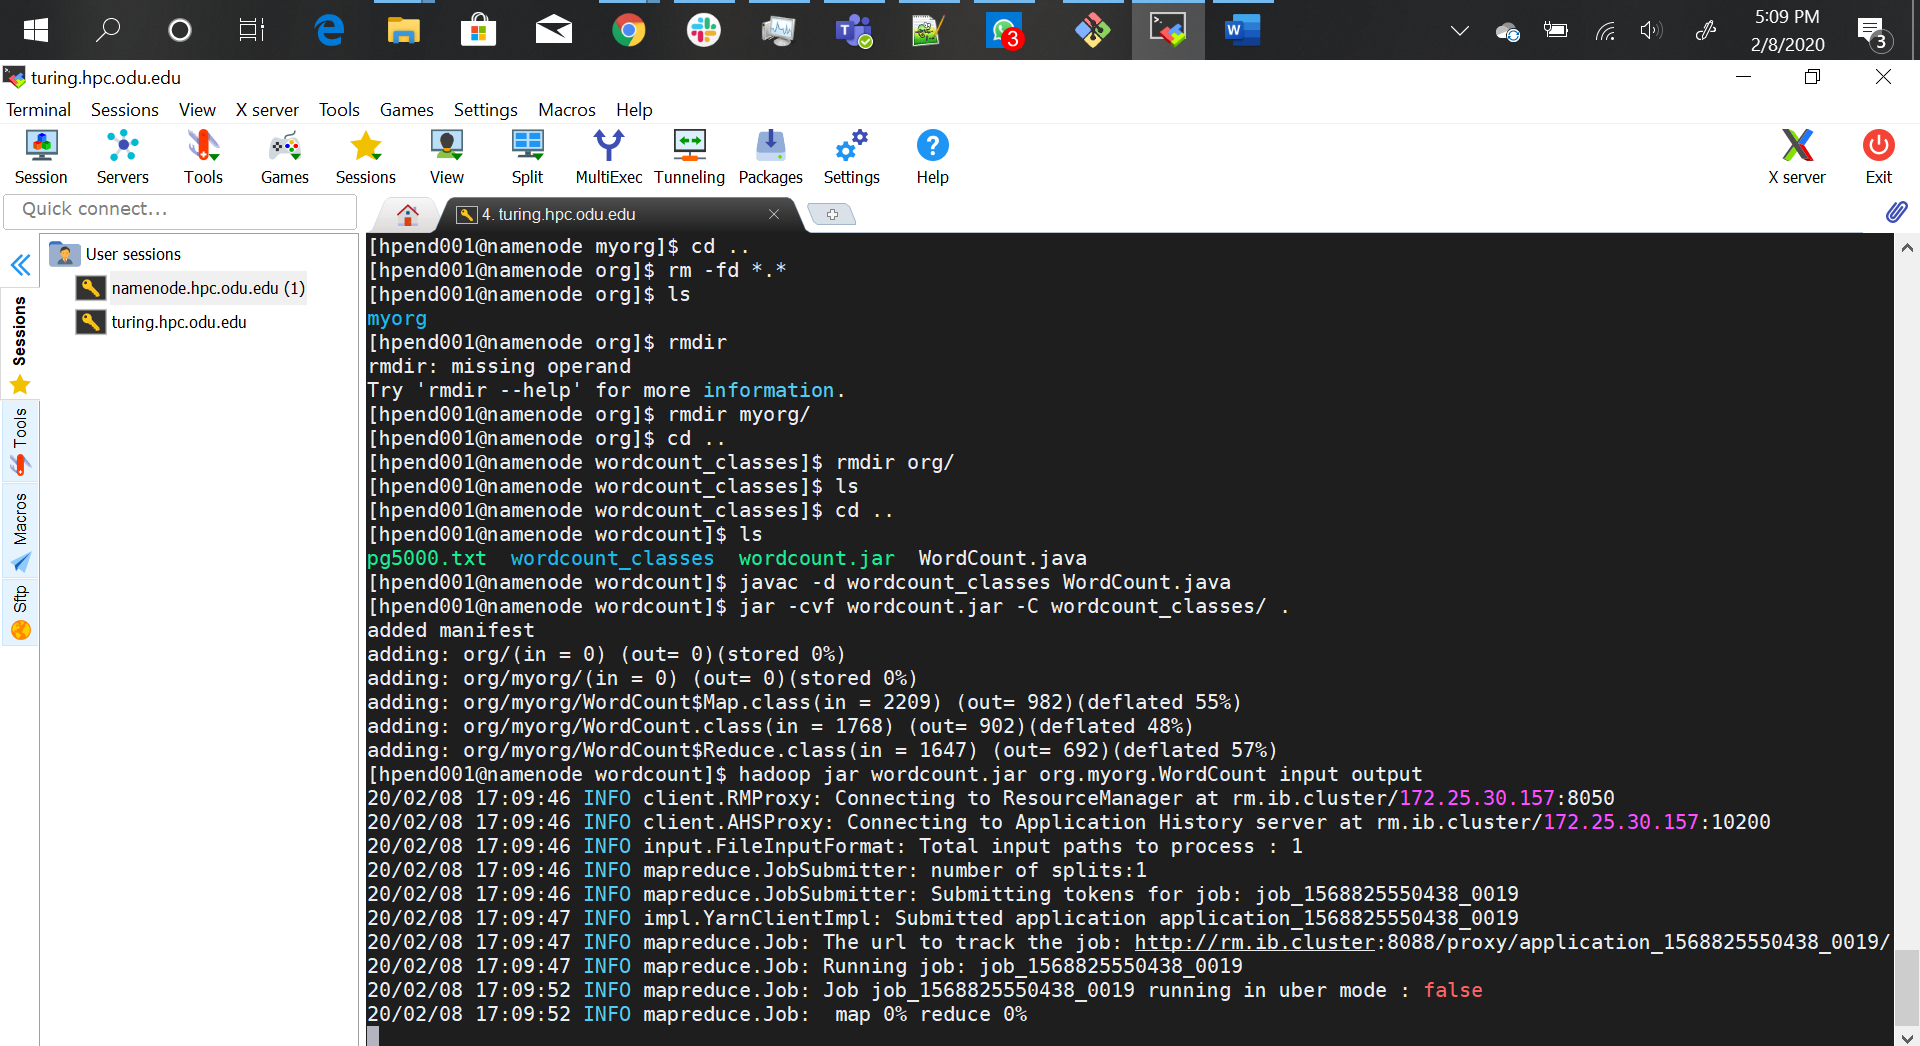 5:09 PM
2/8/2020
3
3
turing.hpc.odu.edu
Terminal Sessions View X server Tools Games Settings Macros Help
Session Servers Tools Games Sessions View Split MultiExec Tunneling Packages Settings Help X server Exit
Quick connect...
4. turing.hpc.odu.edu
User sessions
namenode.hpc.odu.edu (1)
turing.hpc.odu.edu
Sessions
Tools
Macros
Sftp
[hpend001@namenode myorg]$ cd ..
[hpend001@namenode org]$ rm -fd *.*
[hpend001@namenode org]$ ls
myorg
[hpend001@namenode org]$ rmdir
rmdir: missing operand
Try 'rmdir --help' for more information.
[hpend001@namenode org]$ rmdir myorg/
[hpend001@namenode org]$ cd ..
[hpend001@namenode wordcount_classes]$ rmdir org/
[hpend001@namenode wordcount_classes]$ ls
[hpend001@namenode wordcount_classes]$ cd ..
[hpend001@namenode wordcount]$ ls
pg5000.txt  wordcount_classes  wordcount.jar  WordCount.java
[hpend001@namenode wordcount]$ javac -d wordcount_classes WordCount.java
[hpend001@namenode wordcount]$ jar -cvf wordcount.jar -C wordcount_classes/ .
added manifest
adding: org/(in = 0) (out= 0)(stored 0%)
adding: org/myorg/(in = 0) (out= 0)(stored 0%)
adding: org/myorg/WordCount$Map.class(in = 2209) (out= 982)(deflated 55%)
adding: org/myorg/WordCount.class(in = 1768) (out= 902)(deflated 48%)
adding: org/myorg/WordCount$Reduce.class(in = 1647) (out= 692)(deflated 57%)
[hpend001@namenode wordcount]$ hadoop jar wordcount.jar org.myorg.WordCount input output
20/02/08 17:09:46 INFO client.RMProxy: Connecting to ResourceManager at rm.ib.cluster/172.25.30.157:8050
20/02/08 17:09:46 INFO client.AHSProxy: Connecting to Application History server at rm.ib.cluster/172.25.30.157:10200
20/02/08 17:09:46 INFO input.FileInputFormat: Total input paths to process : 1
20/02/08 17:09:46 INFO mapreduce.JobSubmitter: number of splits:1
20/02/08 17:09:46 INFO mapreduce.JobSubmitter: Submitting tokens for job: job_1568825550438_0019
20/02/08 17:09:47 INFO impl.YarnClientImpl: Submitted application application_1568825550438_0019
20/02/08 17:09:47 INFO mapreduce.Job: The url to track the job: http://rm.ib.cluster:8088/proxy/application_1568825550438_0019/
20/02/08 17:09:47 INFO mapreduce.Job: Running job: job_1568825550438_0019
20/02/08 17:09:52 INFO mapreduce.Job: Job job_1568825550438_0019 running in uber mode : false
20/02/08 17:09:52 INFO mapreduce.Job:  map 0% reduce 0%